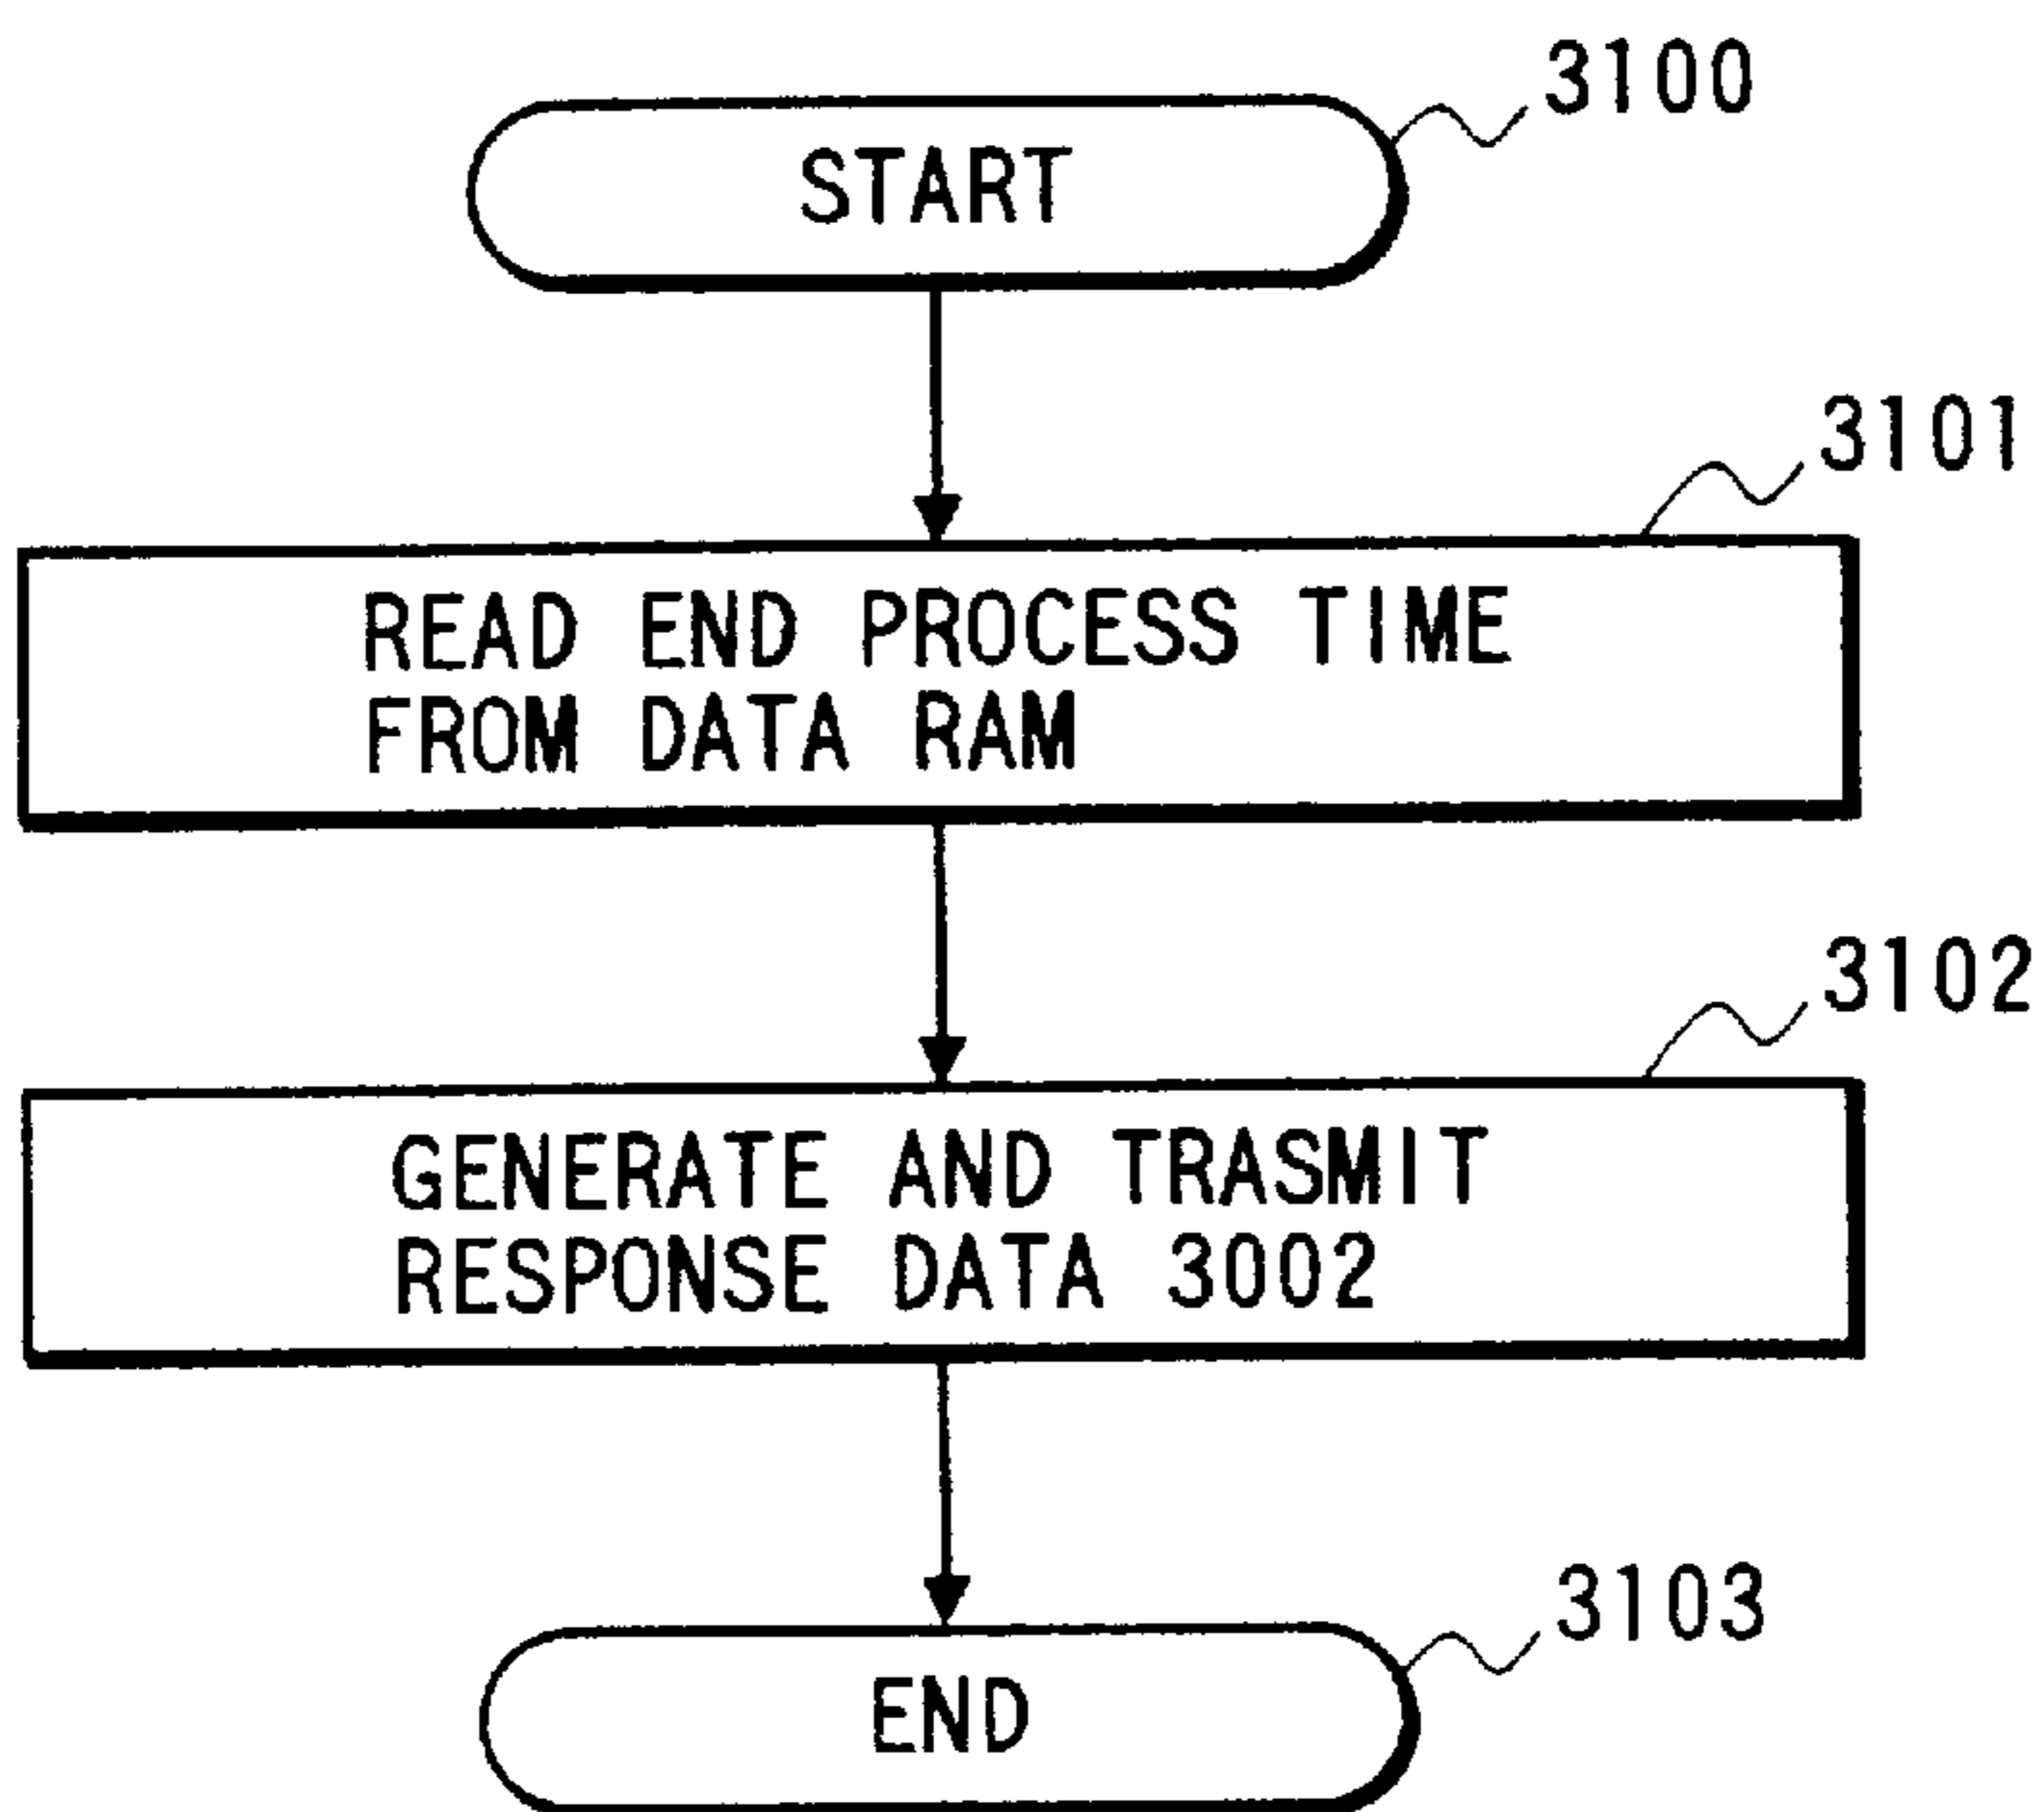 3100
START
3101
READ END PROCESS TIME
FROM DATA RAM
3102
GENERATE AND TRASMIT
RESPONSE DATA 3002
3103
END